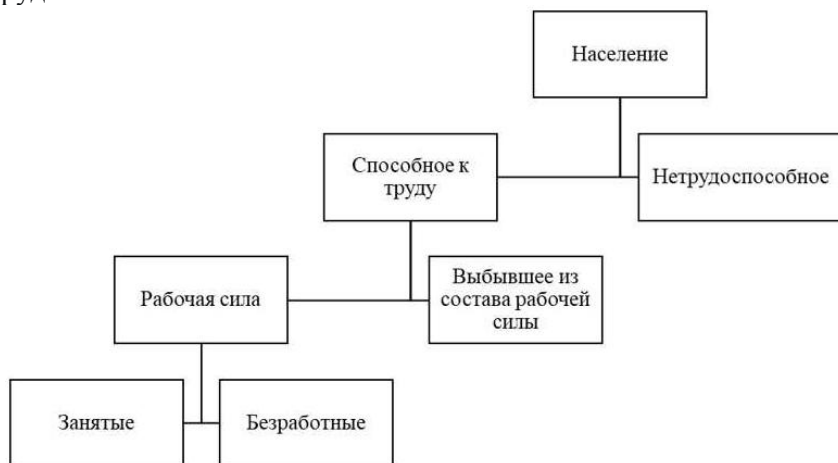 Население
Способное к
труду
Нетрудоспособное
Рабочая сила
Выбывшее из
состава рабочей
силы
Занятые
Безработные